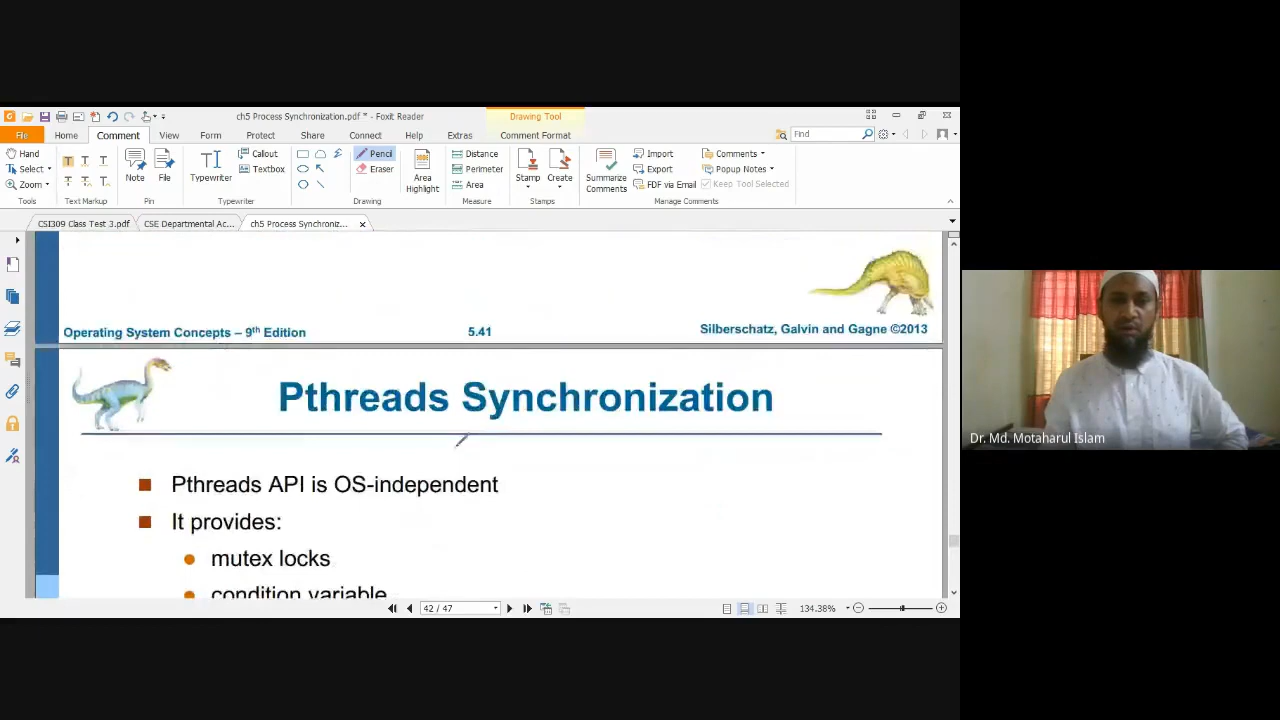 ch5 Process Synchronization.pdf * - Foxit Reader
Drawing Tool
File Home Comment View Form Protect Share Connect Help Extras Comment Format
Find
Hand
Select
Zoom
Tools
Text Markup
Note
File
Pin
Typewriter
Callout
Textbox
Typewriter
Pencil
Eraser
Drawing
Area
Highlight
Distance
Perimeter
Area
Measure
Stamp
Create
Stamps
Summarize
Comments
Import
Export
FDF via Email
Comments
Popup Notes
Keep Tool Selected
Manage Comments
CSI309 Class Test 3.pdf
CSE Departmental Ac...
ch5 Process Synchroniz...
Operating System Concepts – 9th Edition
5.41
Silberschatz, Galvin and Gagne ©2013
Pthreads Synchronization
Pthreads API is OS-independent
It provides:
mutex locks
condition variable
42 / 47
134.38%
Dr. Md. Motaharul Islam